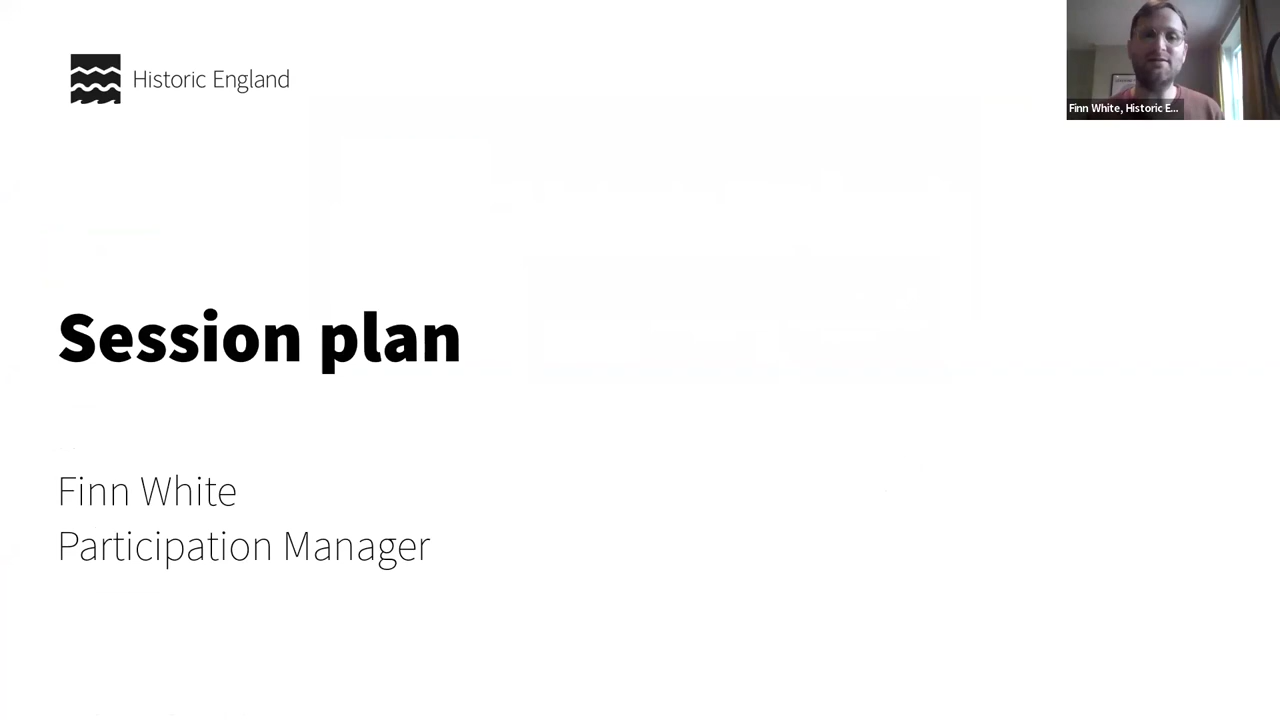 Historic England
Finn White, Historic E...
Session plan
Finn White
Participation Manager